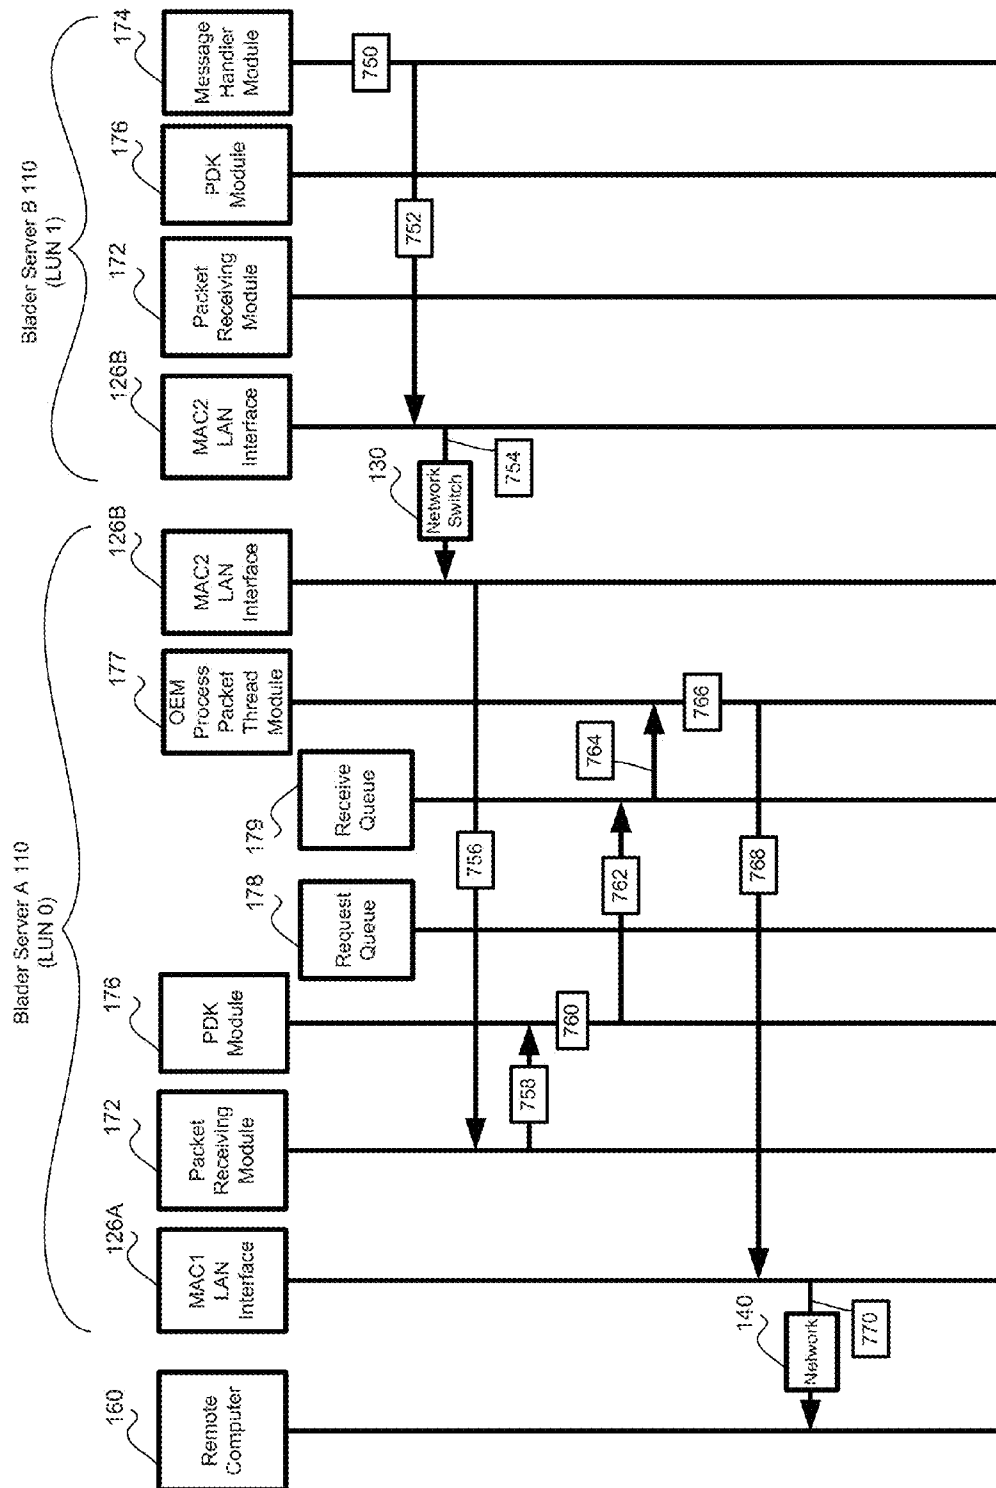 Blader Server A 110
(LUN 0)
Blader Server B 110
(LUN 1)
160
126A
172
176
178
179
177
126B
126B
172
176
174
Remote
Computer
MAC1
LAN
Interface
Packet
Receiving
Module
PDK
Module
Request
Queue
Receive
Queue
OEM
Process
Packet
Thread
Module
MAC2
LAN
Interface
MAC2
LAN
Interface
Packet
Receiving
Module
PDK
Module
Message
Handler
Module
750
752
130
Network
Switch
754
756
758
760
762
764
766
768
140
Network
770